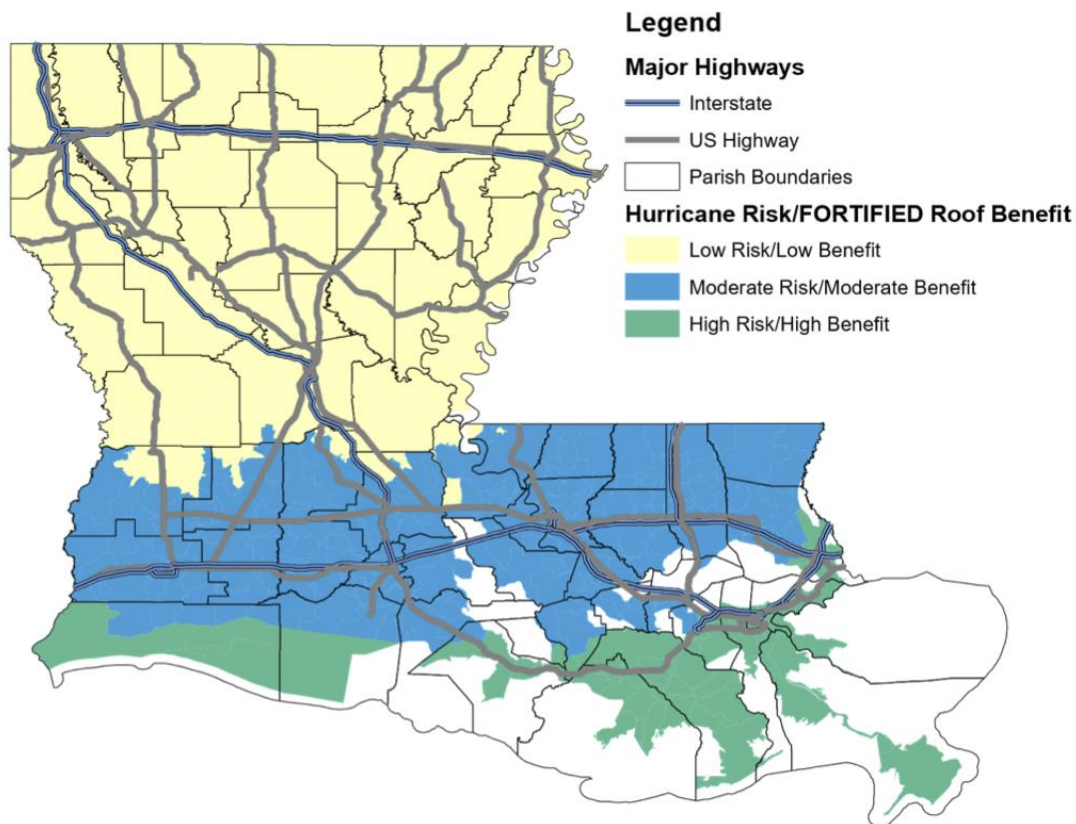 Legend
Major Highways
Interstate
US Highway
Parish Boundaries
Hurricane Risk/FORTIFIED Roof Benefit
Low Risk/Low Benefit
Moderate Risk/Moderate Benefit
High Risk/High Benefit